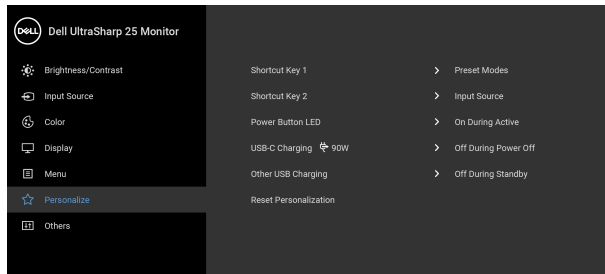 DELL Dell UltraSharp 25 Monitor
Brightness/Contrast
Input Source
Color
Display
Menu
Personalize
Others
Shortcut Key 1 > Preset Modes
Shortcut Key 2 > Input Source
Power Button LED > On During Active
USB-C Charging 90W > Off During Power Off
Other USB Charging > Off During Standby
Reset Personalization